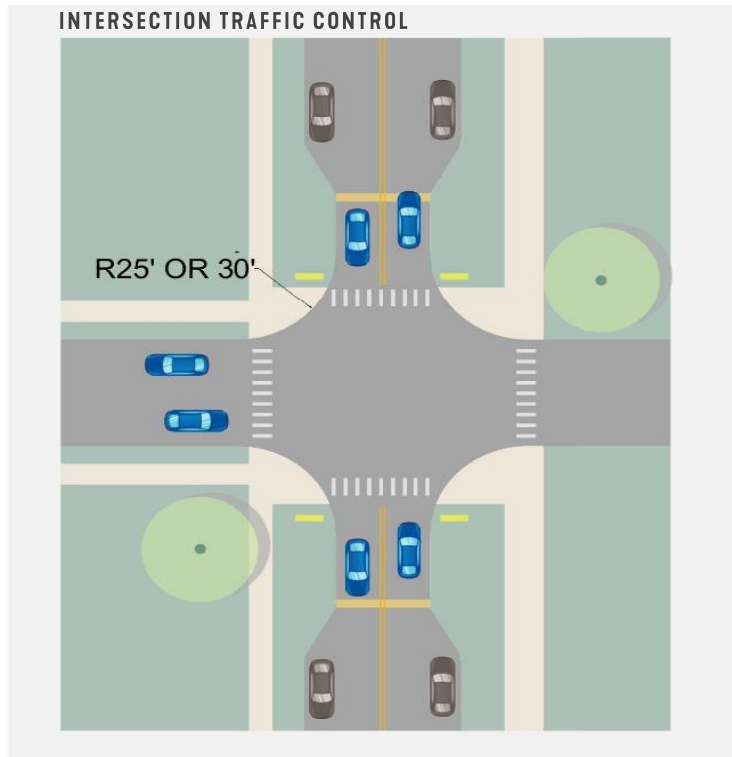 INTERSECTION TRAFFIC CONTROL
R25' OR 30'